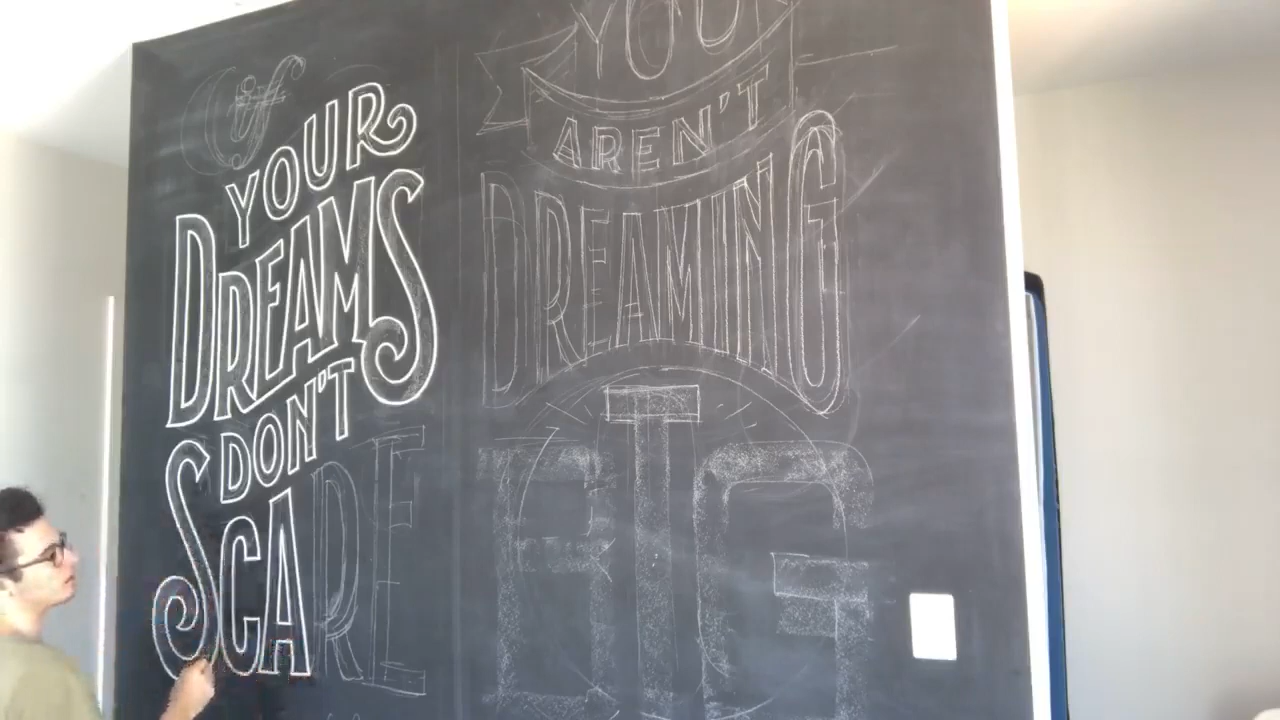 if
YOUR
DREAMS
DON'T
SCARE
YOU
AREN'T
DREAMING
BIG